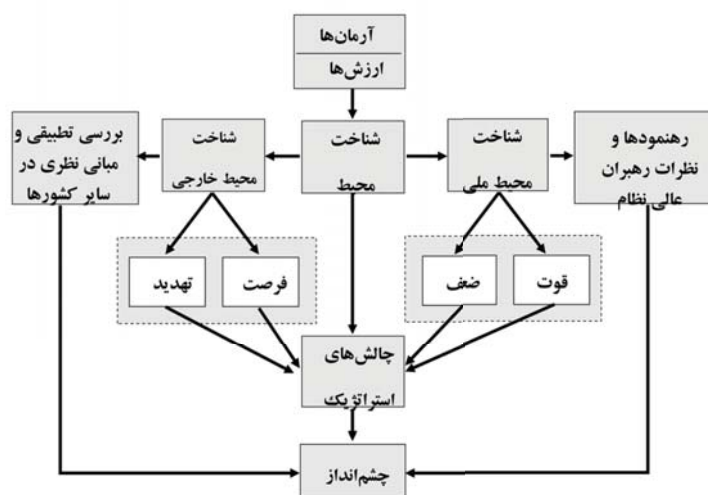 آرمان‌ها
ارزش‌ها
رهنمودها و
نظرات رهبران
عالی نظام
شناخت
محیط ملی
شناخت
محیط
شناخت
محیط خارجی
بررسی تطبیقی و
مبانی نظری در
سایر کشورها
قوت
ضعف
فرصت
تهدید
چالش‌های
استراتژیک
چشم‌انداز